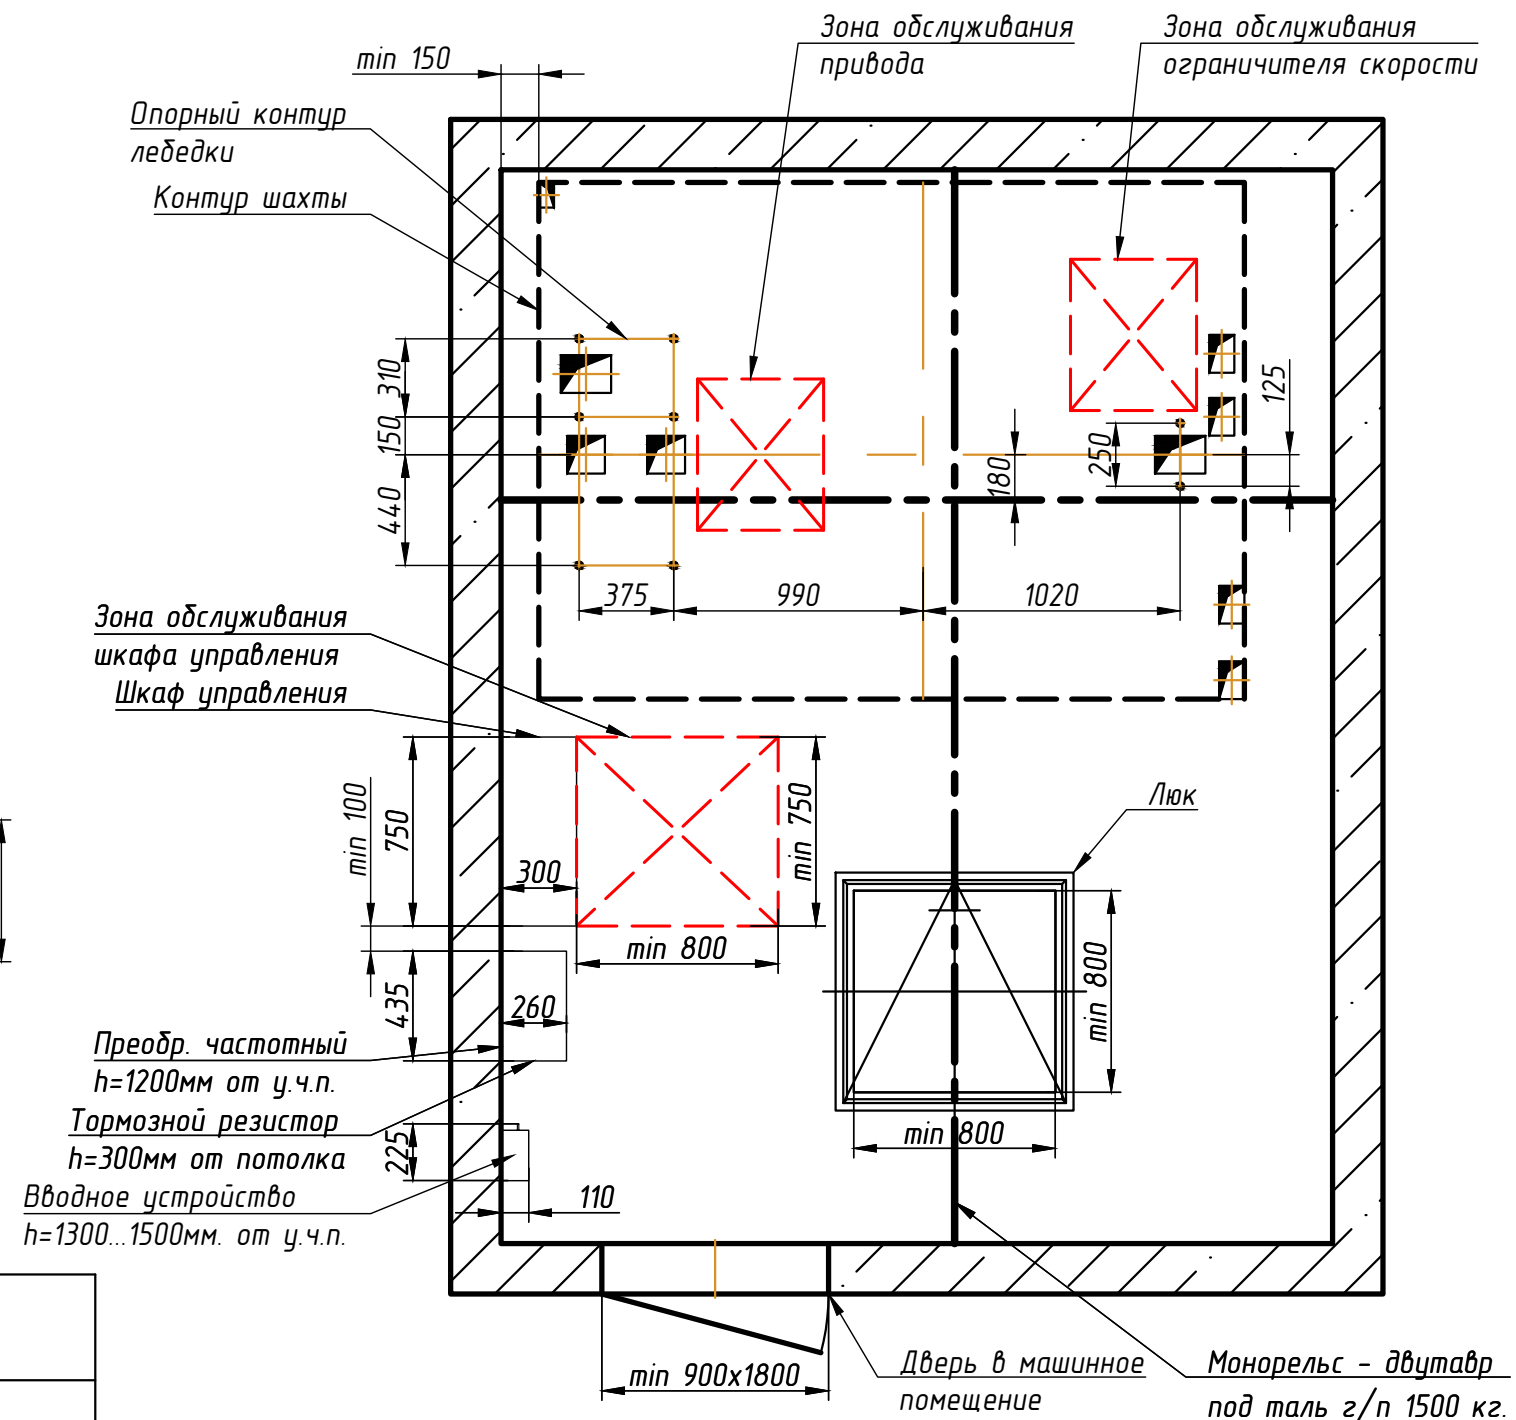 Зона обслуживания
привода
Зона обслуживания
ограничителя скорости
min 150
Опорный контур
лебедки
Контур шахты
310
150
440
125
250
180
375
990
1020
Зона обслуживания
шкафа управления
Шкаф управления
min 100
750
300
min 750
min 800
Люк
435
260
min 800
min 800
Преобр. частотный
h=1200мм от у.ч.п.
Тормозной резистор
h=300мм от потолка
225
Вводное устройство
h=1300...1500мм. от у.ч.п.
110
min 900x1800
Дверь в машинное
помещение
Монорельс - двутавр
под таль г/п 1500 кг.